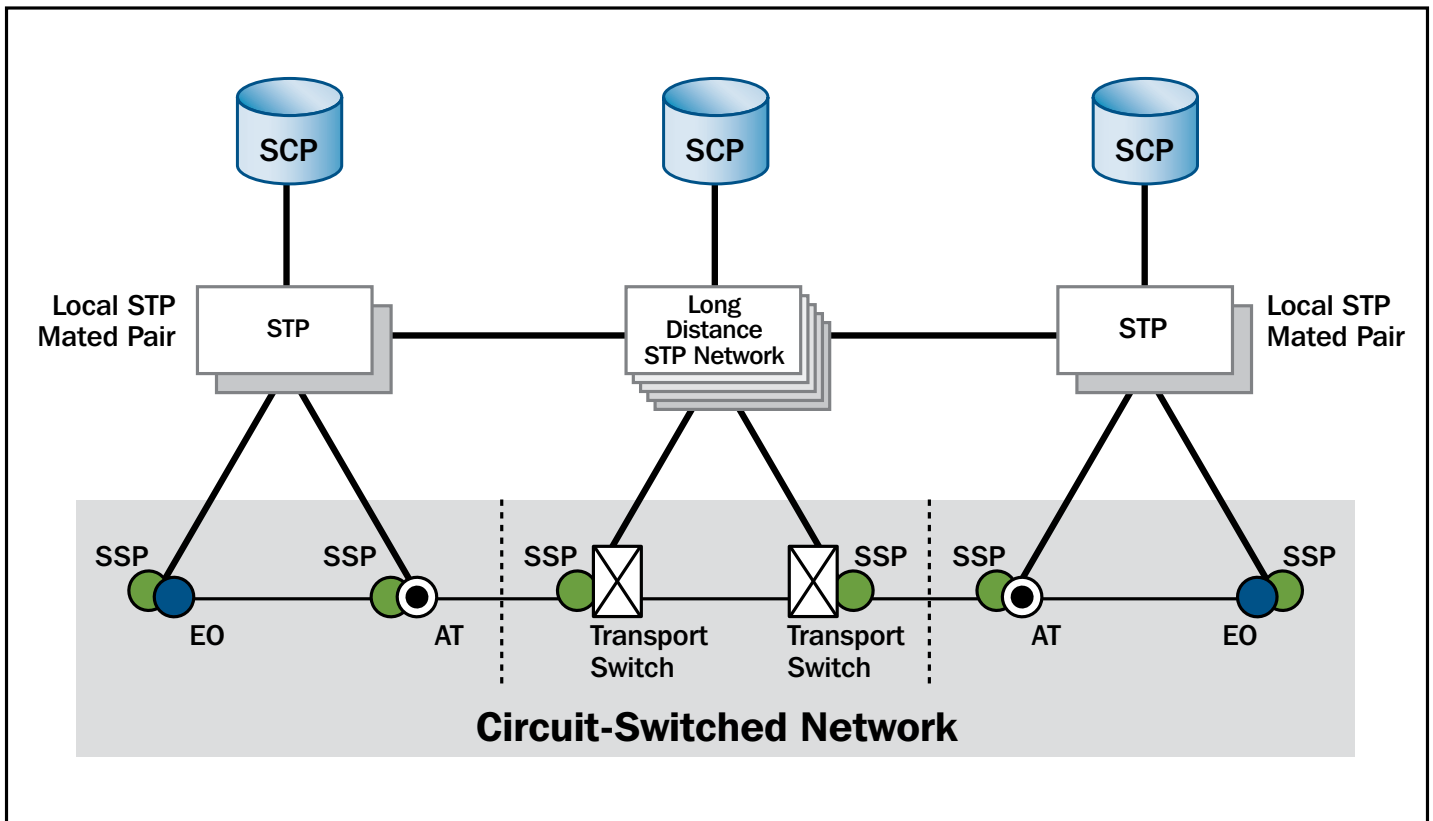 SCP
SCP
SCP
Local STP
Mated Pair
STP
Long
Distance
STP Network
STP
Local STP
Mated Pair
SSP
SSP
SSP
SSP
SSP
SSP
EO
AT
Transport
Switch
Transport
Switch
AT
EO
Circuit-Switched Network